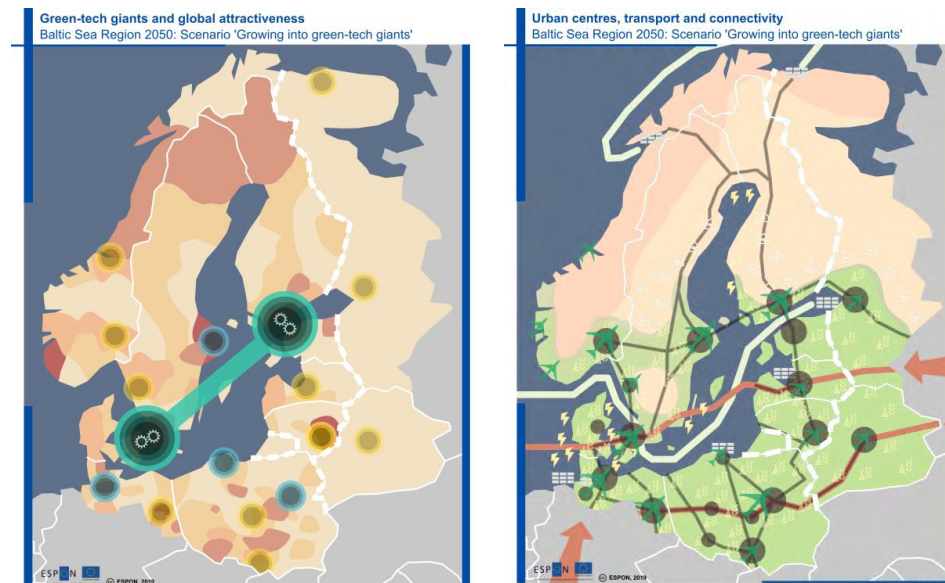 Green-tech giants and global attractiveness
Baltic Sea Region 2050: Scenario 'Growing into green-tech giants'
ESPON
© ESPON, 2019
Urban centres, transport and connectivity
Baltic Sea Region 2050: Scenario 'Growing into green-tech giants'
ESPON
© ESPON, 2019